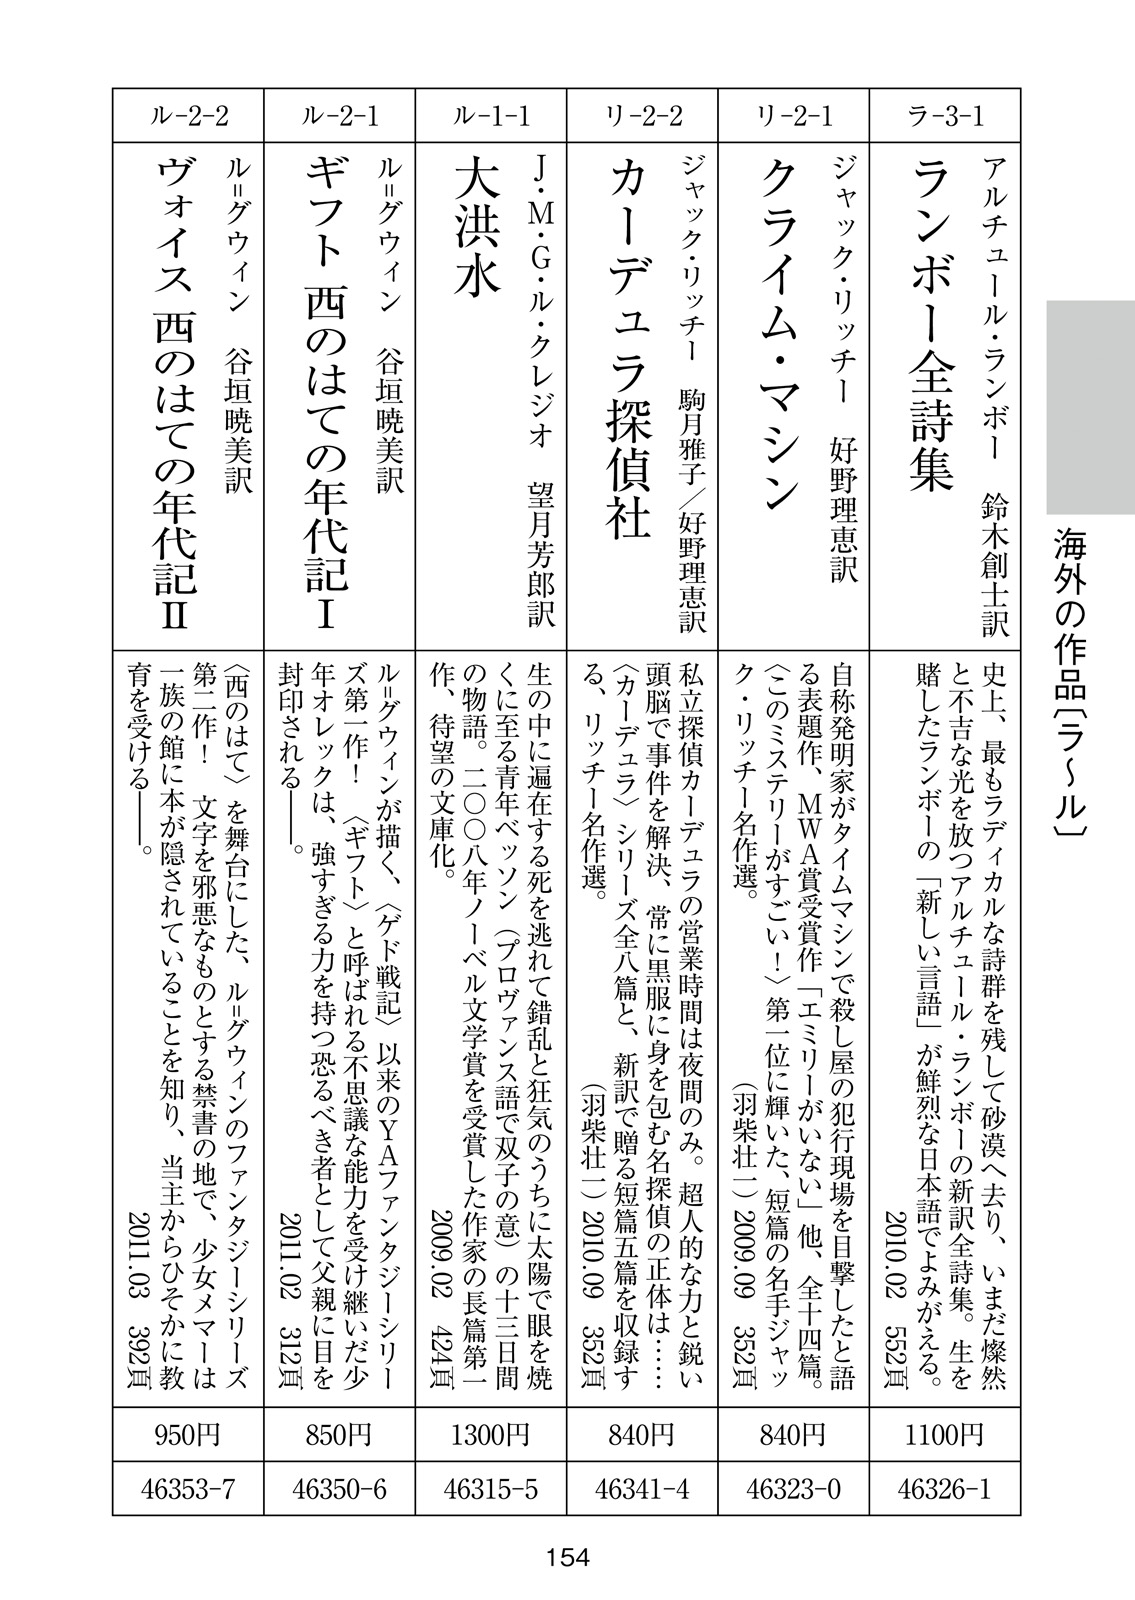 海外の作品〔ラ～ル〕
ラ-3-1
アルチュール・ランボー　鈴木創士訳
ランボー全詩集
史上、最もラディカルな詩群を残して砂漠へ去り、いまだ燦然
と不吉な光を放つアルチュール・ランボーの新訳全詩集。生を
賭したランボーの「新しい言語」が鮮烈な日本語でよみがえる。
2010.02　552頁
1100円
46326-1
リ-2-1
ジャック・リッチー　好野理恵訳
クライム・マシン
自称発明家がタイムマシンで殺し屋の犯行現場を目撃したと語
る表題作、MWA賞受賞作「エミリーがいない」他、全十四篇。
〈このミステリーがすごい！〉第一位に輝いた、短篇の名手ジャッ
ク・リッチー名作選。
（羽柴壮一）2009.09　352頁
840円
46323-0
リ-2-2
ジャック・リッチー　駒月雅子／好野理恵訳
カーデュラ探偵社
私立探偵カーデュラの営業時間は夜間のみ。超人的な力と鋭い
頭脳で事件を解決、常に黒服に身を包む名探偵の正体は……
〈カーデュラ〉シリーズ全八篇と、新訳で贈る短篇五篇を収録す
る、リッチー名作選。
（羽柴壮一）2010.09　352頁
840円
46341-4
ル-1-1
J・M・G・ル・クレジオ　望月芳郎訳
大洪水
生の中に遍在する死を逃れて錯乱と狂気のうちに太陽で眼を焼
くに至る青年ベッソン（プロヴァンス語で双子の意）の十三日間
の物語。二〇〇八年ノーベル文学賞を受賞した作家の長篇第一
作、待望の文庫化。
2009.02　424頁
1300円
46315-5
ル-2-1
ル＝グウィン　谷垣暁美訳
ギフト 西のはての年代記Ⅰ
ル＝グウィンが描く、〈ゲド戦記〉以来のYAファンタジーシリー
ズ第一作！　〈ギフト〉と呼ばれる不思議な能力を受け継いだ少
年オレックは、強すぎる力を持つ恐るべき者として父親に目を
封印される――。
2011.02　312頁
850円
46350-6
ル-2-2
ル＝グウィン　谷垣暁美訳
ヴォイス 西のはての年代記Ⅱ
〈西のはて〉を舞台にした、ル＝グウィンのファンタジーシリーズ
第二作！　文字を邪悪なものとする禁書の地で、少女メマーは
一族の館に本が隠されていることを知り、当主からひそかに教
育を受ける――。
2011.03　392頁
950円
46353-7
154